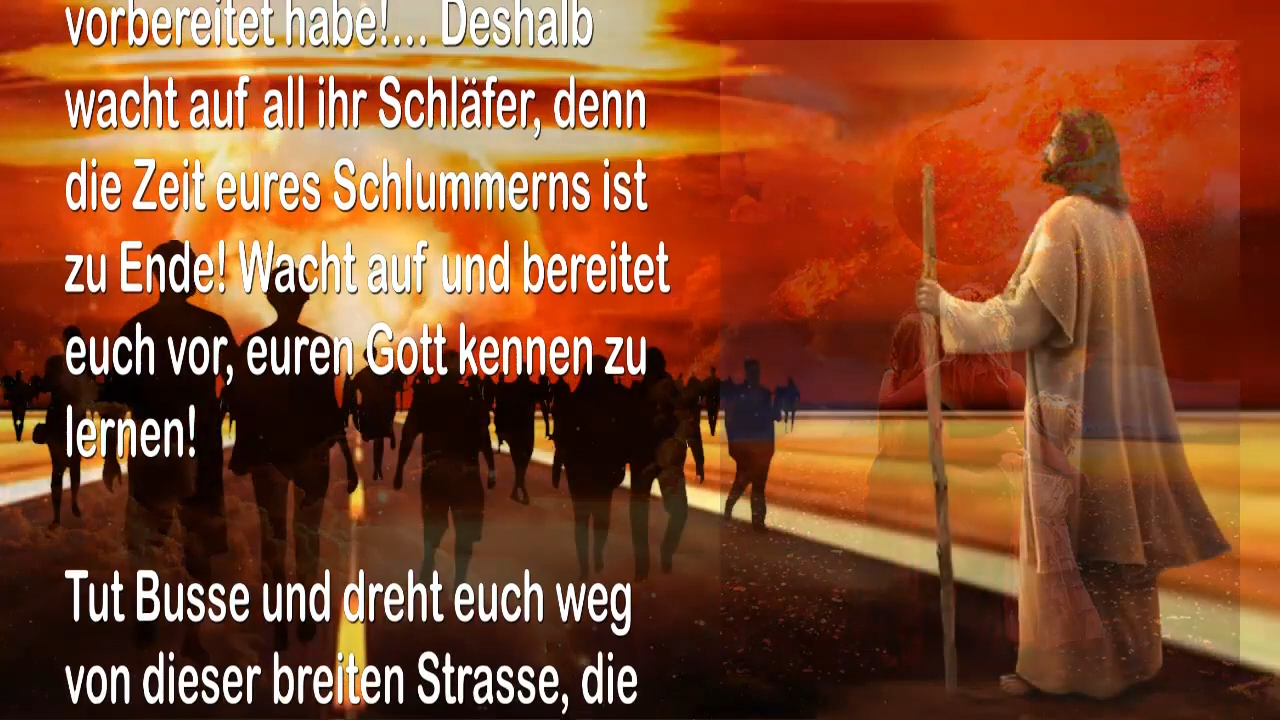 vorbereitet habe!... Deshalb
wacht auf all ihr Schläfer, denn
die Zeit eures Schlummerns ist
zu Ende! Wacht auf und bereitet
euch vor, euren Gott kennen zu
lernen!
Tut Busse und dreht euch weg
von dieser breiten Strasse, die